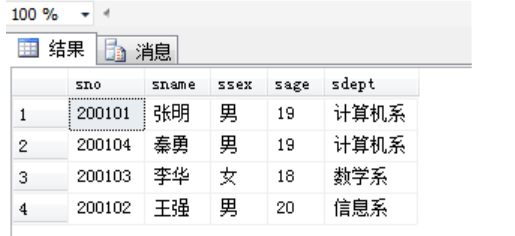 100 %
结果 消息
sno sname ssex sage sdept
1 200101 张明 男 19 计算机系
2 200104 秦勇 男 19 计算机系
3 200103 李华 女 18 数学系
4 200102 王强 男 20 信息系